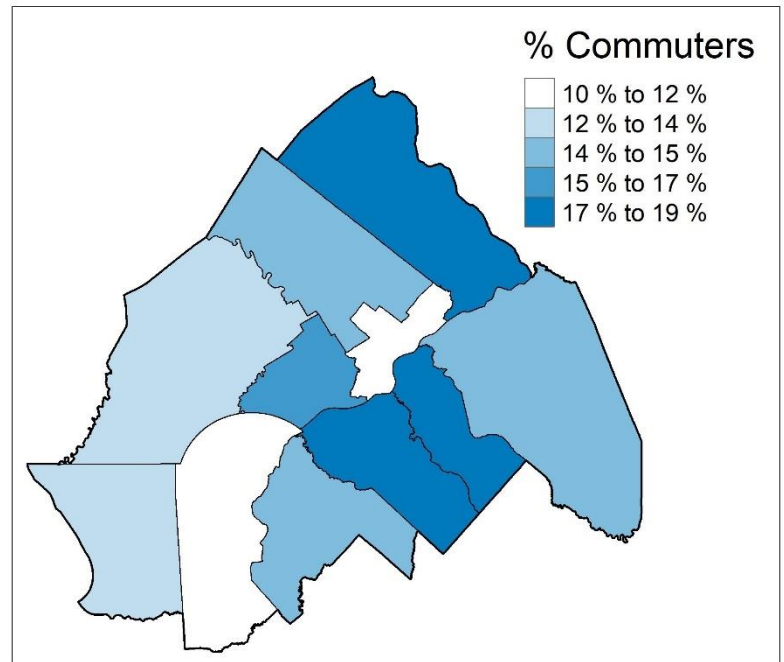 % Commuters
10 % to 12 %
12 % to 14 %
14 % to 15 %
15 % to 17 %
17 % to 19 %